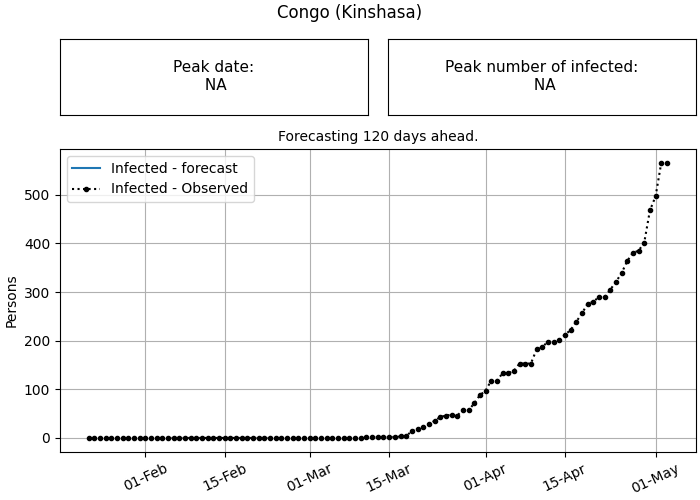 Congo (Kinshasa)
Peak date:
NA
Peak number of infected:
NA
Forecasting 120 days ahead.
Infected - forecast
Infected - Observed
500
400
300
200
100
0
Persons
01-Feb
15-Feb
01-Mar
15-Mar
01-Apr
15-Apr
01-May